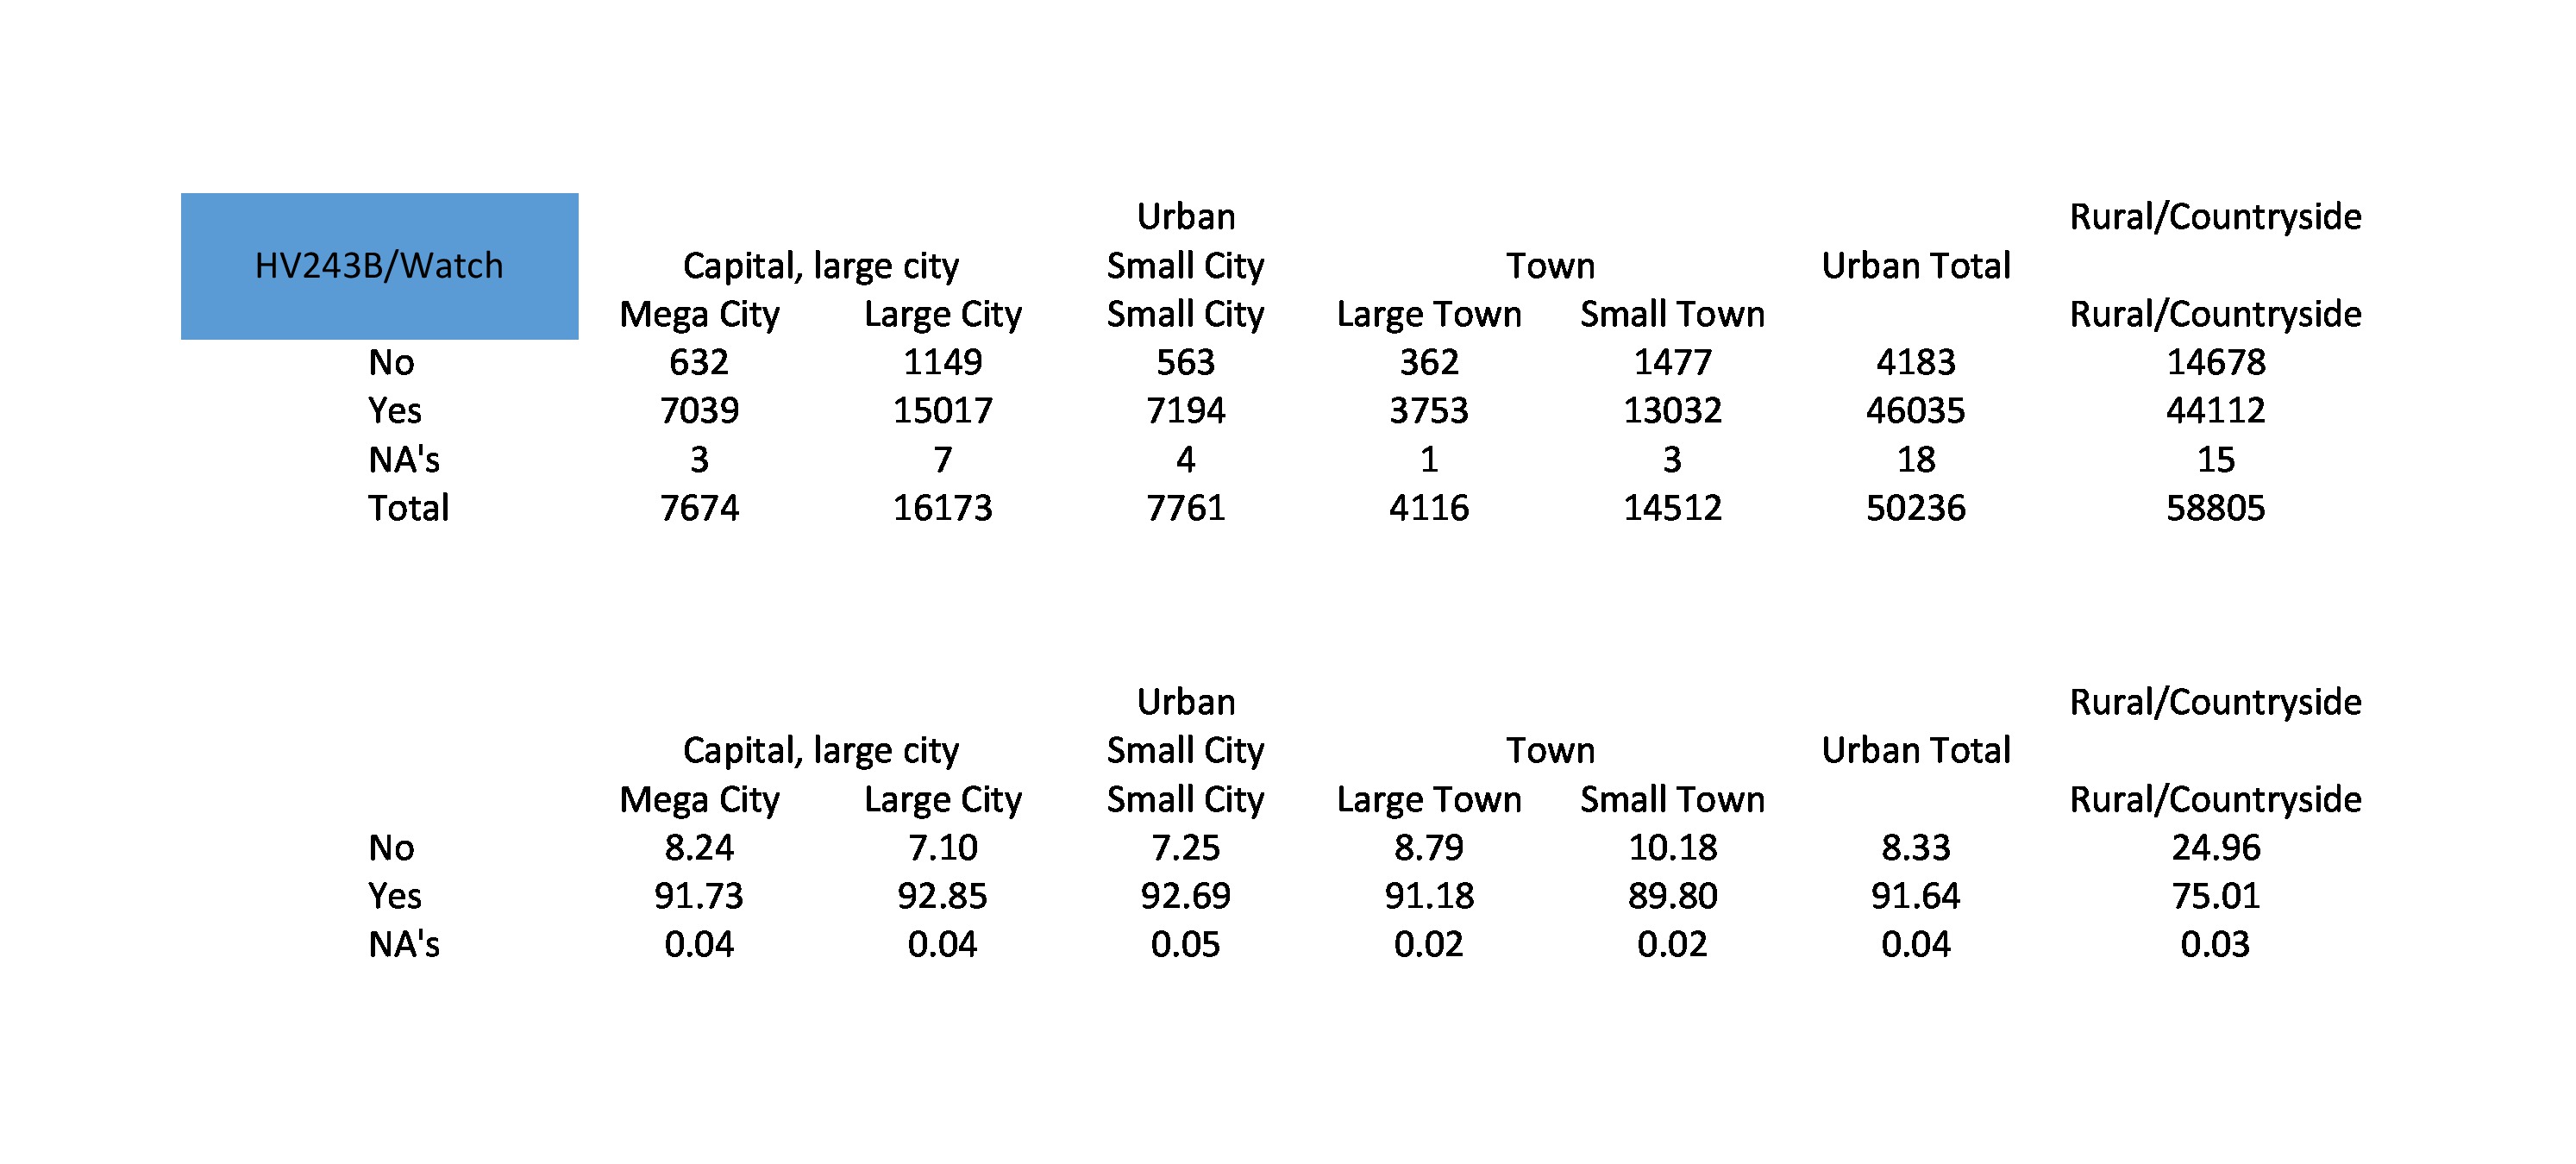 Urban Rural/Countryside
HV243B/Watch Capital, large city Small City Town Urban Total
Mega City Large City Small City Large Town Small Town Rural/Countryside
No 632 1149 563 362 1477 4183 14678
Yes 7039 15017 7194 3753 13032 46035 44112
NA's 3 7 4 1 3 18 15
Total 7674 16173 7761 4116 14512 50236 58805
Urban Rural/Countryside
Capital, large city Small City Town Urban Total
Mega City Large City Small City Large Town Small Town Rural/Countryside
No 8.24 7.10 7.25 8.79 10.18 8.33 24.96
Yes 91.73 92.85 92.69 91.18 89.80 91.64 75.01
NA's 0.04 0.04 0.05 0.02 0.02 0.04 0.03